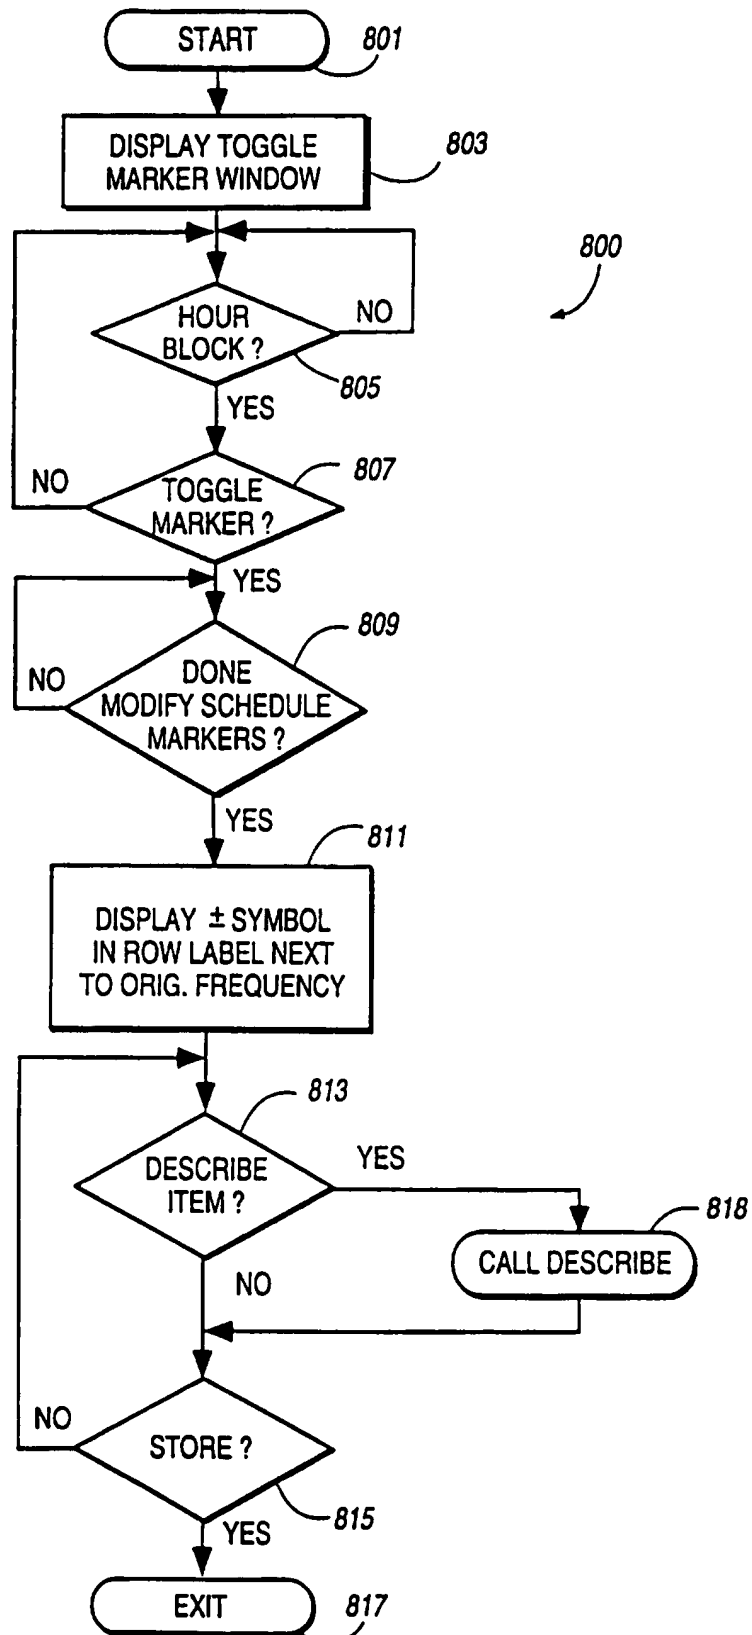 START
801
DISPLAY TOGGLE
MARKER WINDOW
803
800
HOUR
BLOCK ?
NO
805
YES
NO
TOGGLE
MARKER ?
807
YES
809
NO
DONE
MODIFY SCHEDULE
MARKERS ?
YES
811
DISPLAY ± SYMBOL
IN ROW LABEL NEXT
TO ORIG. FREQUENCY
813
DESCRIBE
ITEM ?
YES
818
CALL DESCRIBE
NO
NO
STORE ?
815
YES
EXIT
817